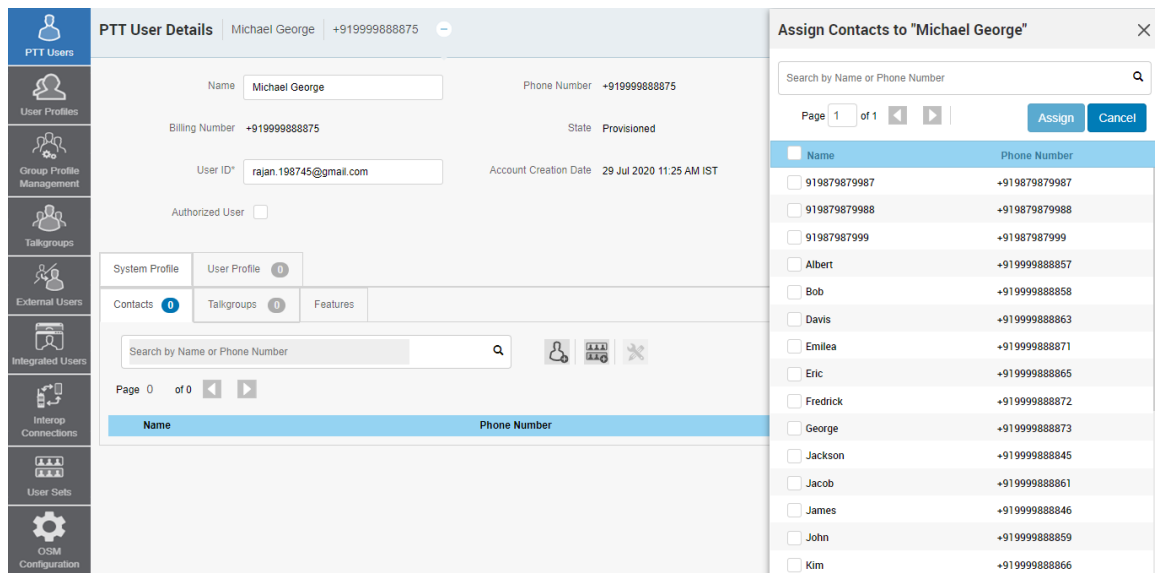 PTT Users
User Profiles
Group Profile
Management
Talkgroups
External Users
Integrated Users
Interop
Connections
User Sets
OSM
Configuration
PTT User Details Michael George +919999888875
Name Michael George Phone Number +919999888875
Billing Number +919999888875 State Provisioned
User ID* rajan.198745@gmail.com Account Creation Date 29 Jul 2020 11:25 AM IST
Authorized User
System Profile User Profile 0
Contacts 0 Talkgroups 0 Features
Search by Name or Phone Number
Page 0 of 0
Name Phone Number
Assign Contacts to "Michael George"
Search by Name or Phone Number
Page 1 of 1 Assign Cancel
Name Phone Number
919879879987 +919879879987
919879879988 +919879879988
91987987999 +91987987999
Albert +919999888857
Bob +919999888858
Davis +919999888863
Emilea +919999888871
Eric +919999888865
Fredrick +919999888872
George +919999888873
Jackson +919999888845
Jacob +919999888861
James +919999888846
John +919999888859
Kim +919999888866